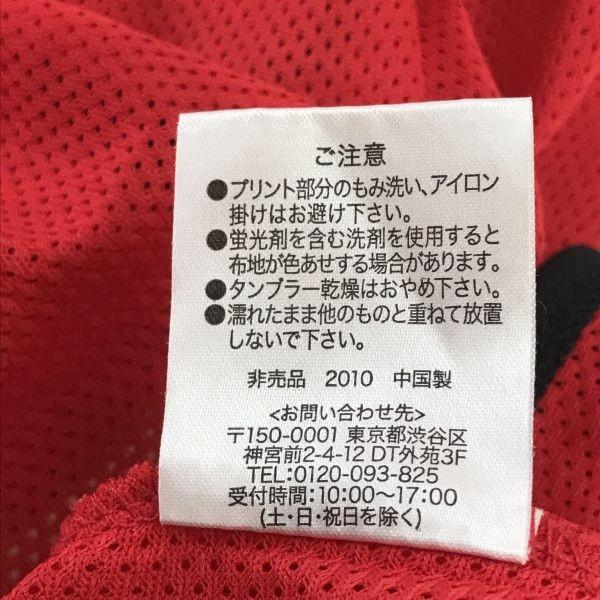 ご注意
●プリント部分のもみ洗い、アイロン
掛けはお避け下さい。
●蛍光剤を含む洗剤を使用すると
布地が色あせする場合があります。
●タンブラー乾燥はおやめ下さい。
●濡れたまま他のものと重ねて放置
しないで下さい。
非売品 2010 中国製
<お問い合わせ先>
〒150-0001 東京都渋谷区
神宮前2-4-12 DT外苑3F
TEL:0120-093-825
受付時間:10:00〜17:00
(土・日・祝日を除く)